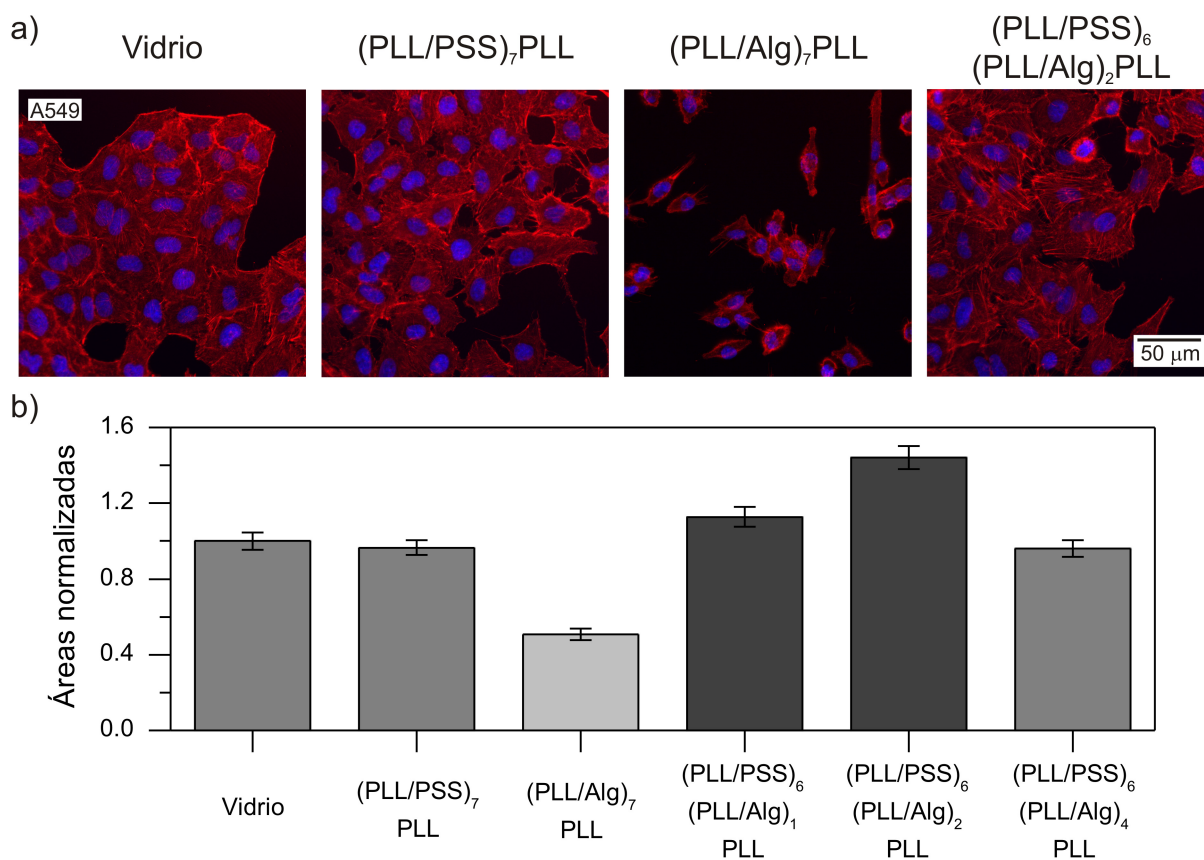 a)
Vidrio
(PLL/PSS)₇PLL
(PLL/Alg)₇PLL
(PLL/PSS)₆
(PLL/Alg)₂PLL
A549
50 μm
b)
Áreas normalizadas
1.6
1.2
0.8
0.4
0.0
Vidrio
(PLL/PSS)₇
PLL
(PLL/Alg)₇
PLL
(PLL/PSS)₆
(PLL/Alg)₁
PLL
(PLL/PSS)₆
(PLL/Alg)₂
PLL
(PLL/PSS)₆
(PLL/Alg)₄
PLL